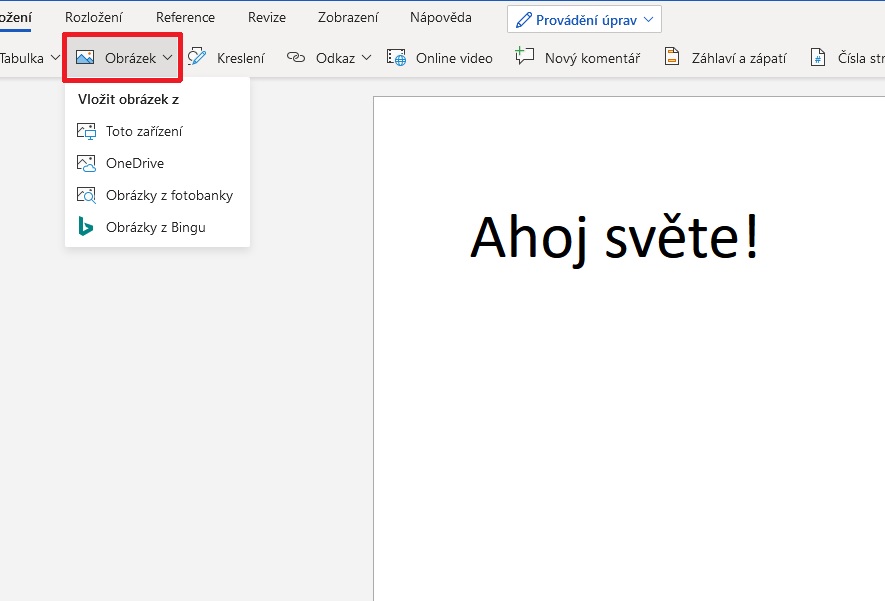 ožení Rozložení Reference Revize Zobrazení Nápověda Provádění úprav
Tabulka Obrázek Kreslení Odkaz Online video Nový komentář Záhlaví a zápatí # Čísla str
Vložit obrázek z
Toto zařízení
OneDrive
Obrázky z fotobanky
Obrázky z Bingu
Ahoj světe!